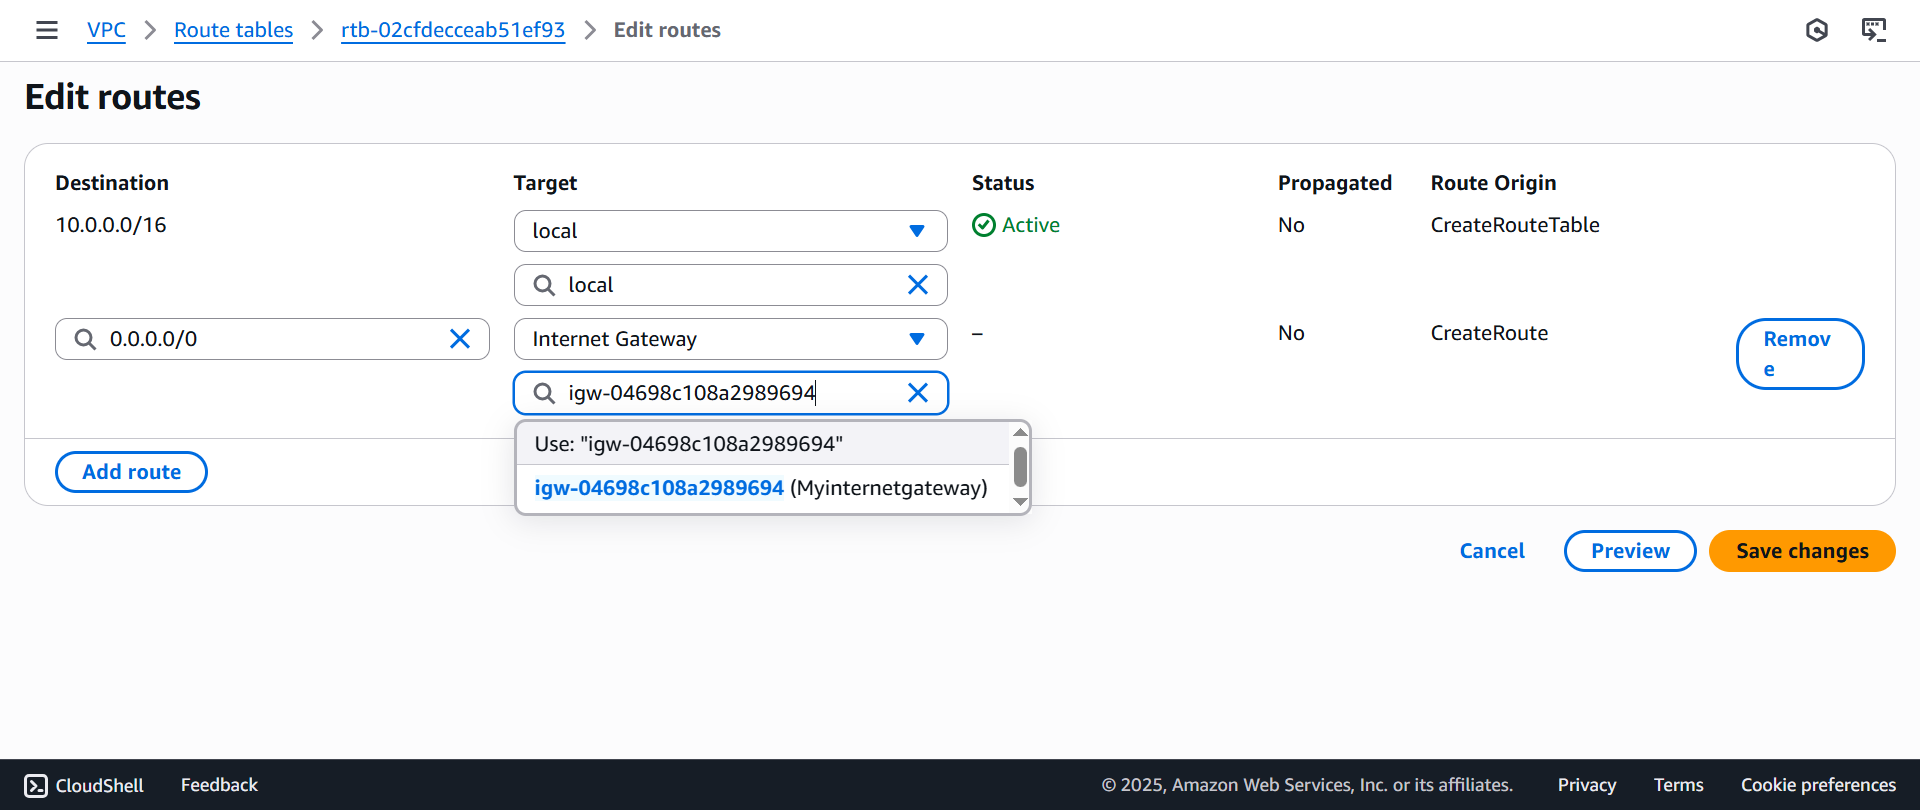 VPC > Route tables > rtb-02cfdecceab51ef93 > Edit routes
Edit routes
Destination Target Status Propagated Route Origin
10.0.0.0/16 local Active No CreateRouteTable
local
0.0.0.0/0 Internet Gateway – No CreateRoute Remov
e
igw-04698c108a2989694
Use: "igw-04698c108a2989694"
Add route
igw-04698c108a2989694 (Myinternetgateway)
Cancel Preview Save changes
CloudShell Feedback © 2025, Amazon Web Services, Inc. or its affiliates. Privacy Terms Cookie preferences